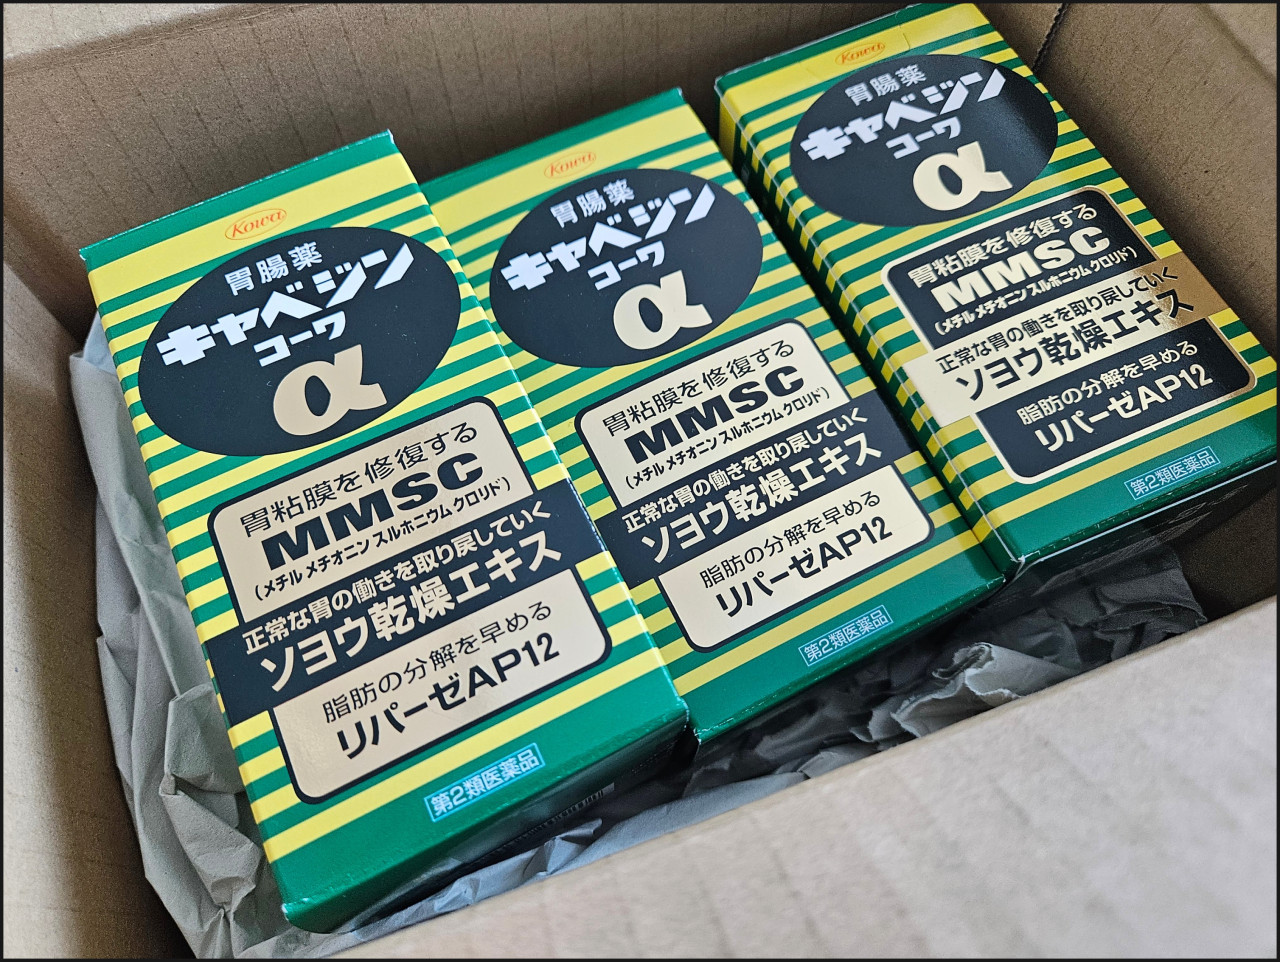 Kowa
胃腸薬
キャベジン
コーワ
α
胃粘膜を修復する
MMSC
(メチルメチオニンスルホニウムクロリド)
正常な胃の働きを取り戻していく
ソヨウ乾燥エキス
脂肪の分解を早める
リパーゼAP12
第2類医薬品
Kowa
胃腸薬
キャベジン
コーワ
α
胃粘膜を修復する
MMSC
(メチルメチオニンスルホニウムクロリド)
正常な胃の働きを取り戻していく
ソヨウ乾燥エキス
脂肪の分解を早める
リパーゼAP12
第2類医薬品
Kowa
胃腸薬
キャベジン
コーワ
α
胃粘膜を修復する
MMSC
(メチルメチオニンスルホニウムクロリド)
正常な胃の働きを取り戻していく
ソヨウ乾燥エキス
脂肪の分解を早める
リパーゼAP12
第2類医薬品